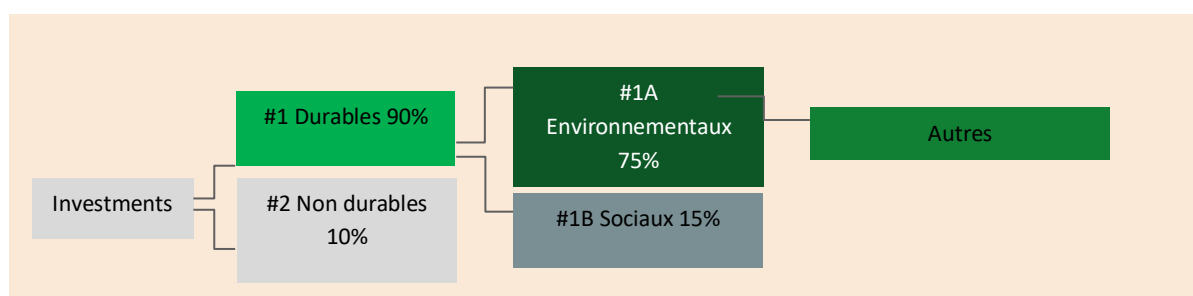 Investments
#1 Durables 90%
#2 Non durables
10%
#1A
Environnementaux
75%
#1B Sociaux 15%
Autres